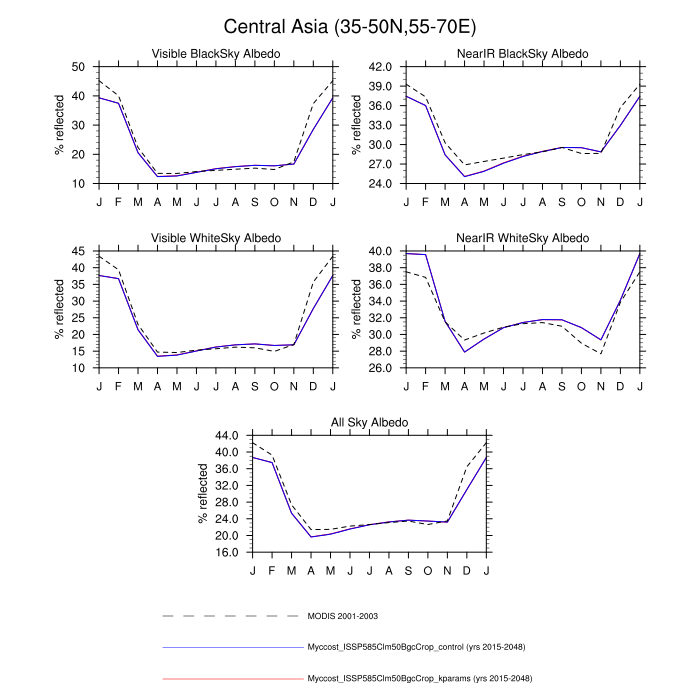 Central Asia (35-50N,55-70E)
Visible BlackSky Albedo
% reflected
50
40
30
20
10
J F M A M J J A S O N D J
NearIR BlackSky Albedo
% reflected
42.0
39.0
36.0
33.0
30.0
27.0
24.0
J F M A M J J A S O N D J
Visible WhiteSky Albedo
% reflected
45
40
35
30
25
20
15
10
J F M A M J J A S O N D J
NearIR WhiteSky Albedo
% reflected
40.0
38.0
36.0
34.0
32.0
30.0
28.0
26.0
J F M A M J J A S O N D J
All Sky Albedo
% reflected
44.0
40.0
36.0
32.0
28.0
24.0
20.0
16.0
J F M A M J J A S O N D J
MODIS 2001-2003
Myccost_ISSP585Clm50BgcCrop_control (yrs 2015-2048)
Myccost_ISSP585Clm50BgcCrop_kparams (yrs 2015-2048)